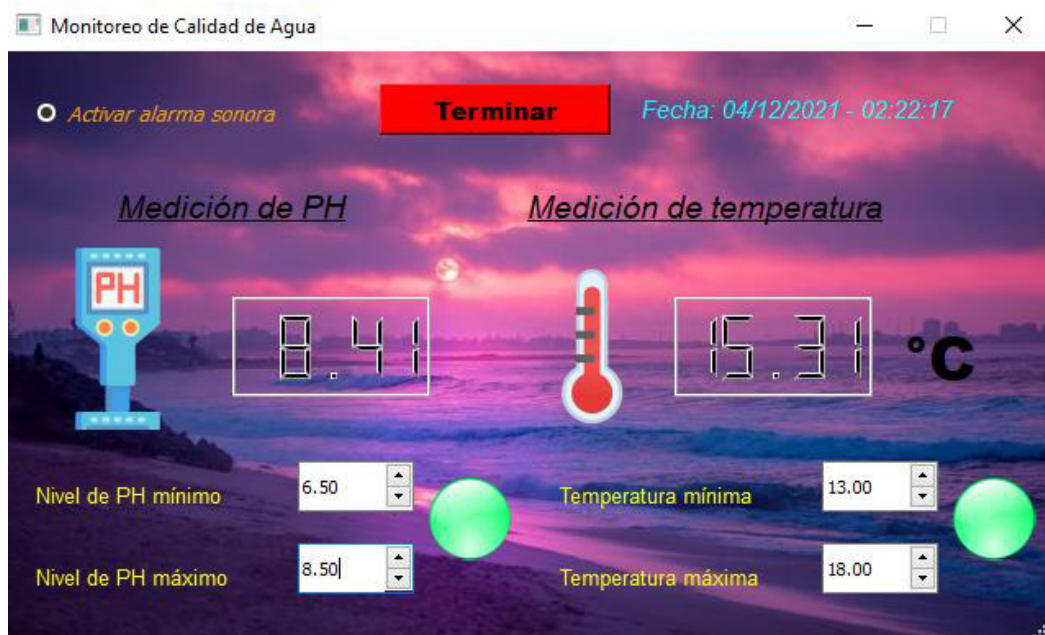 Monitoreo de Calidad de Agua
Activar alarma sonora
Terminar
Fecha: 04/12/2021 - 02:22:17
Medición de PH
Medición de temperatura
PH
8.41
15.31
°C
Nivel de PH mínimo
6.50
Temperatura mínima
13.00
Nivel de PH máximo
8.50
Temperatura máxima
18.00